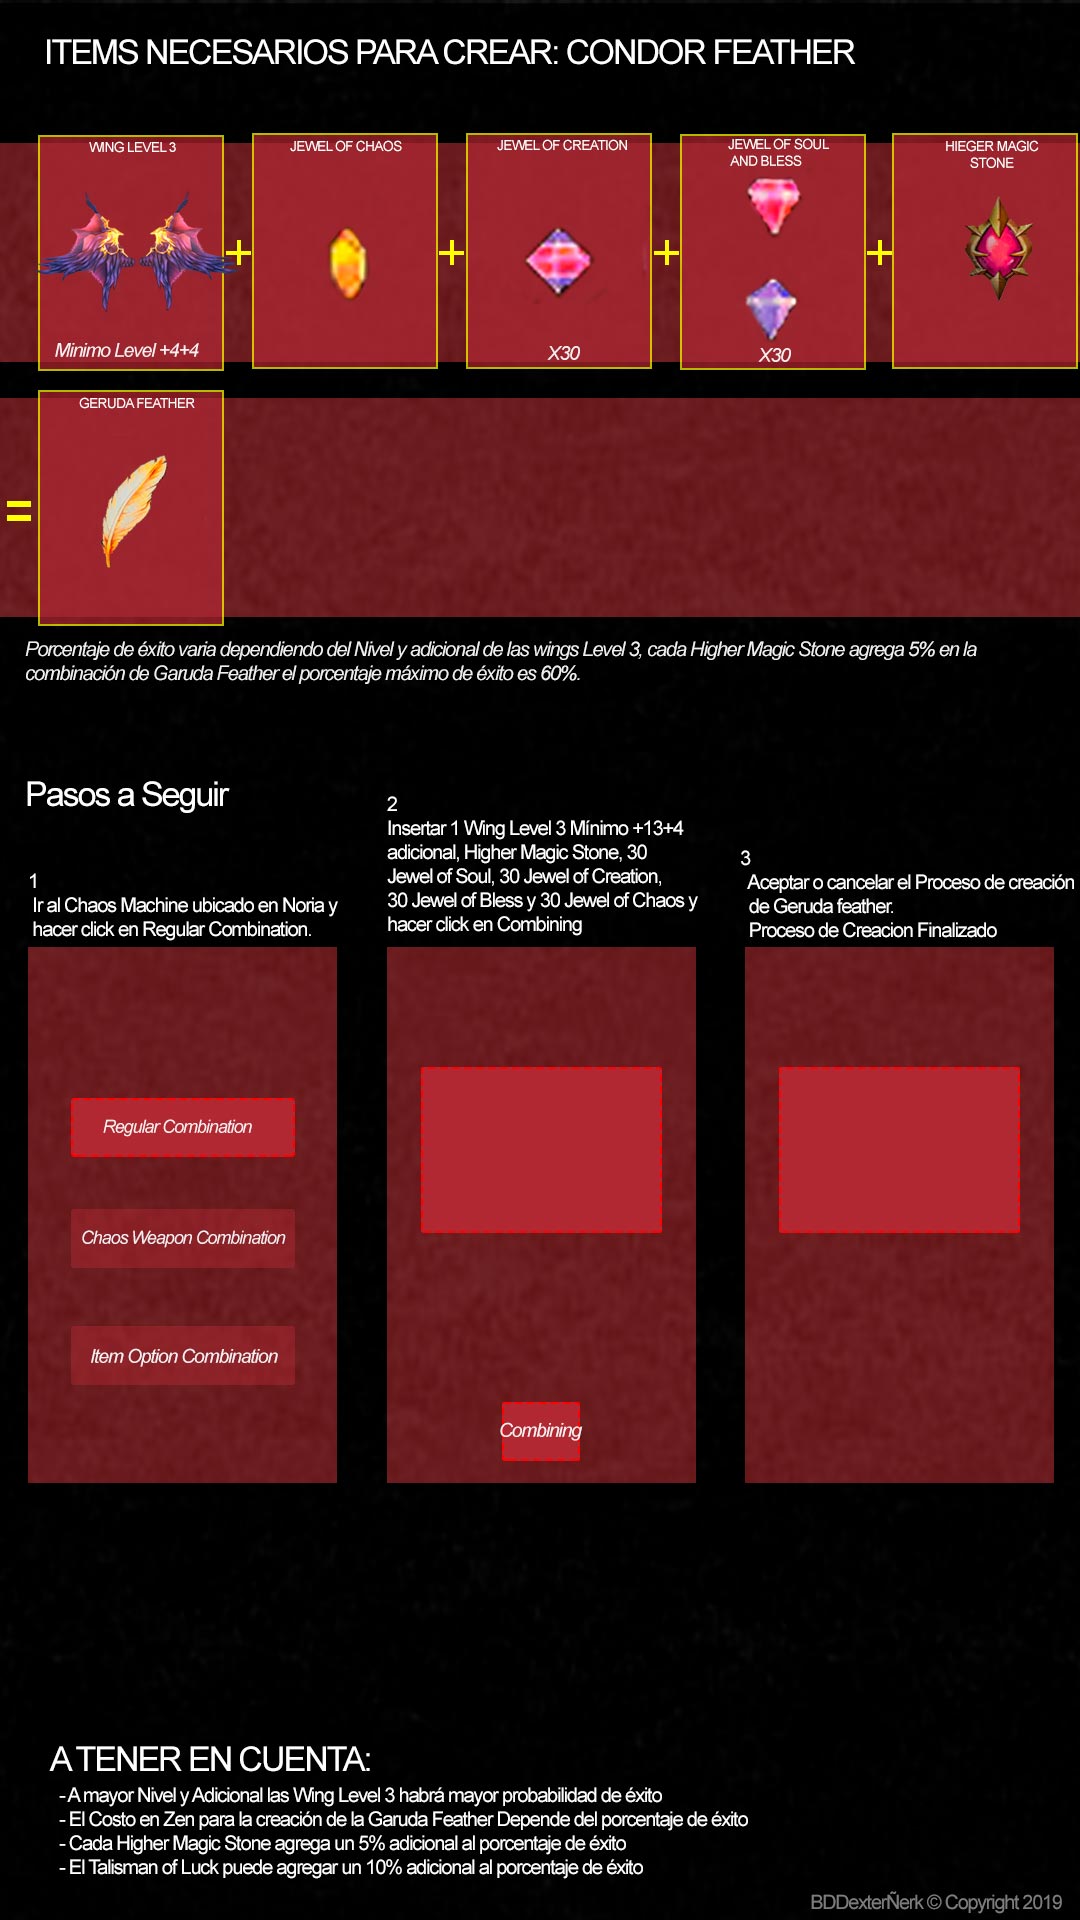 ITEMS NECESARIOS PARA CREAR: CONDOR FEATHER
WING LEVEL 3
JEWEL OF CHAOS
JEWEL OF CREATION
JEWEL OF SOUL
AND BLESS
HIEGER MAGIC
STONE
+
+
+
+
Minimo Level +4+4
X30
X30
GERUDA FEATHER
=
Porcentaje de éxito varia dependiendo del Nivel y adicional de las wings Level 3, cada Higher Magic Stone agrega 5% en la
combinación de Garuda Feather el porcentaje máximo de éxito es 60%.
Pasos a Seguir
1
Ir al Chaos Machine ubicado en Noria y
hacer click en Regular Combination.
Regular Combination
Chaos Weapon Combination
Item Option Combination
2
Insertar 1 Wing Level 3 Mínimo +13+4
adicional, Higher Magic Stone, 30
Jewel of Soul, 30 Jewel of Creation,
30 Jewel of Bless y 30 Jewel of Chaos y
hacer click en Combining
Combining
3
Aceptar o cancelar el Proceso de creación
de Geruda feather.
Proceso de Creacion Finalizado
A TENER EN CUENTA:
- A mayor Nivel y Adicional las Wing Level 3 habrá mayor probabilidad de éxito
- El Costo en Zen para la creación de la Garuda Feather Depende del porcentaje de éxito
- Cada Higher Magic Stone agrega un 5% adicional al porcentaje de éxito
- El Talisman of Luck puede agregar un 10% adicional al porcentaje de éxito
BDDexterÑerk © Copyright 2019